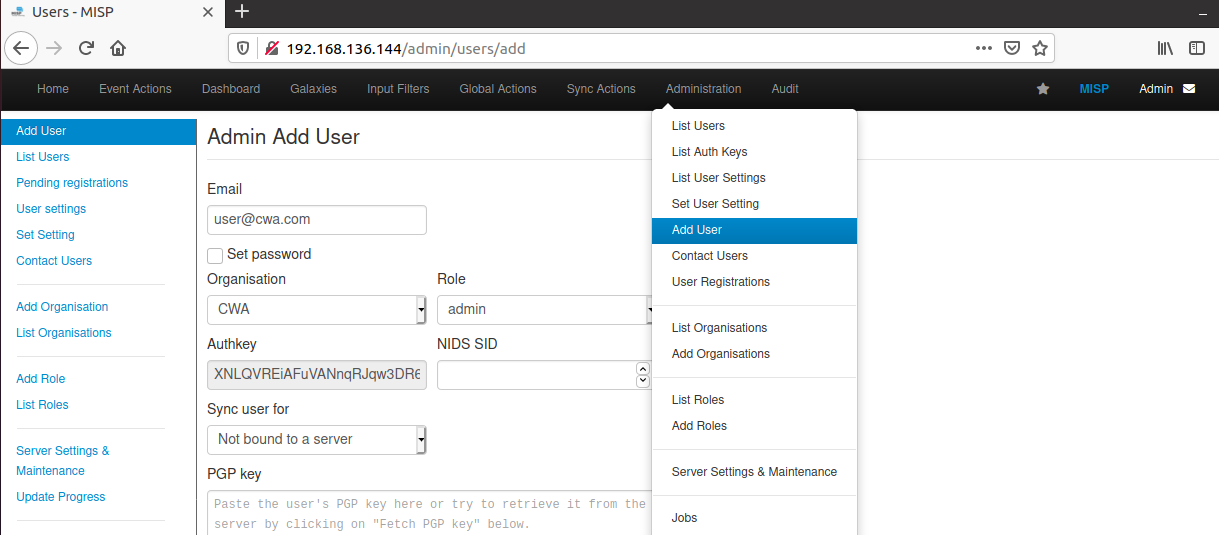 Users - MISP
192.168.136.144/admin/users/add
Home Event Actions Dashboard Galaxies Input Filters Global Actions Sync Actions Administration Audit MISP Admin
Add User
List Users
Pending registrations
User settings
Set Setting
Contact Users
Add Organisation
List Organisations
Add Role
List Roles
Server Settings &
Maintenance
Update Progress
Admin Add User
Email
user@cwa.com
Set password
Organisation Role
CWA admin
Authkey NIDS SID
XNLQVREiAFuVANnqRJqw3DR6
Sync user for
Not bound to a server
PGP key
Paste the user's PGP key here or try to retrieve it from the
server by clicking on "Fetch PGP key" below.
List Users
List Auth Keys
List User Settings
Set User Setting
Add User
Contact Users
User Registrations
List Organisations
Add Organisations
List Roles
Add Roles
Server Settings & Maintenance
Jobs